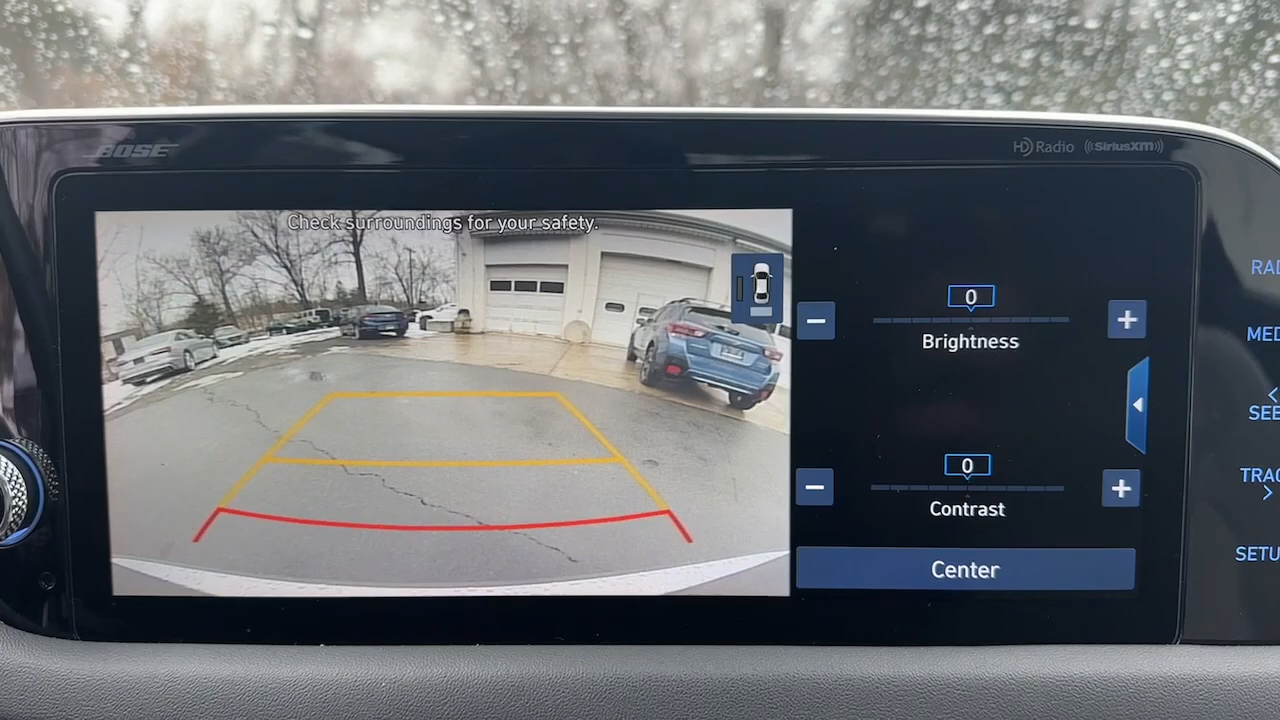 BOSE
HD Radio
((SiriusXM))
Check surroundings for your safety.
0
Brightness
0
Contrast
Center
RAD
MED
SEE
TRAC
SETU